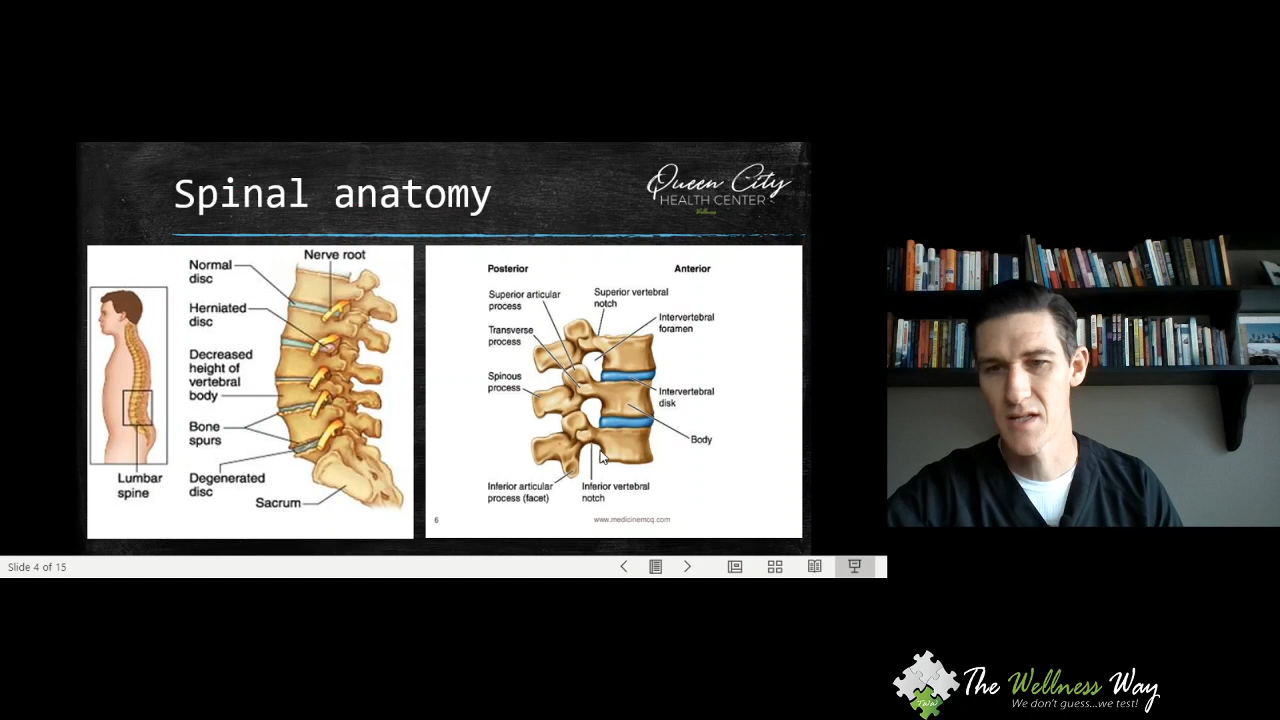 Spinal anatomy
Queen City
HEALTH CENTER
Wellness
Nerve root
Normal
disc
Herniated
disc
Decreased
height of
vertebral
body
Bone
spurs
Degenerated
disc
Sacrum
Lumbar
spine
Posterior
Anterior
Superior articular
process
Superior vertebral
notch
Transverse
process
Intervertebral
foramen
Spinous
process
Intervertebral
disk
Body
Inferior articular
process (facet)
Inferior vertebral
notch
6
www.medicinemcq.com
Slide 4 of 15
The Wellness Way
TWW
We don't guess...we test!